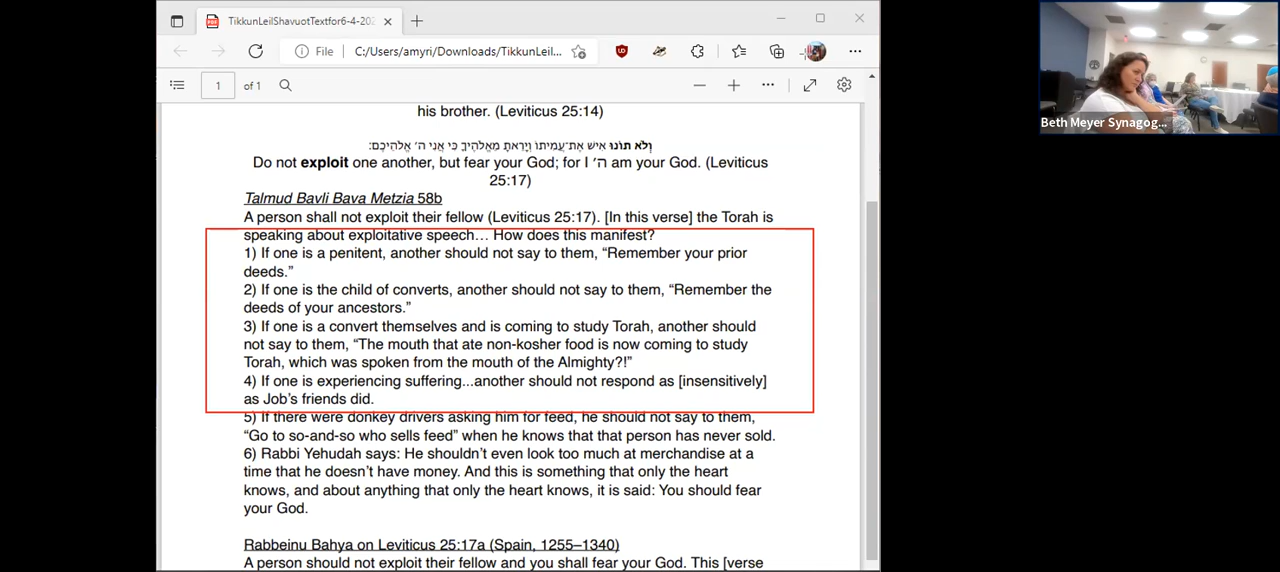 TikkunLeilShavuotTextfor6-4-202
File
C:/Users/amyri/Downloads/TikkunLeil...
1
of 1
Beth Meyer Synagog...
his brother. (Leviticus 25:14)
וְלֹא תוֹנוּ אִישׁ אֶת־עֲמִיתוֹ וְיָרֵאתָ מֵאֱלֹהֶיךָ כִּי אֲנִי ה׳ אֱלֹהֵיכֶם:
Do not exploit one another, but fear your God; for I ה׳ am your God. (Leviticus
25:17)
Talmud Bavli Bava Metzia 58b
A person shall not exploit their fellow (Leviticus 25:17). [In this verse] the Torah is
speaking about exploitative speech… How does this manifest?
1) If one is a penitent, another should not say to them, “Remember your prior
deeds.”
2) If one is the child of converts, another should not say to them, “Remember the
deeds of your ancestors.”
3) If one is a convert themselves and is coming to study Torah, another should
not say to them, “The mouth that ate non-kosher food is now coming to study
Torah, which was spoken from the mouth of the Almighty?!”
4) If one is experiencing suffering...another should not respond as [insensitively]
as Job’s friends did.
5) If there were donkey drivers asking him for feed, he should not say to them,
“Go to so-and-so who sells feed” when he knows that that person has never sold.
6) Rabbi Yehudah says: He shouldn’t even look too much at merchandise at a
time that he doesn’t have money. And this is something that only the heart
knows, and about anything that only the heart knows, it is said: You should fear
your God.
Rabbeinu Bahya on Leviticus 25:17a (Spain, 1255–1340)
A person should not exploit their fellow and you shall fear your God. This [verse